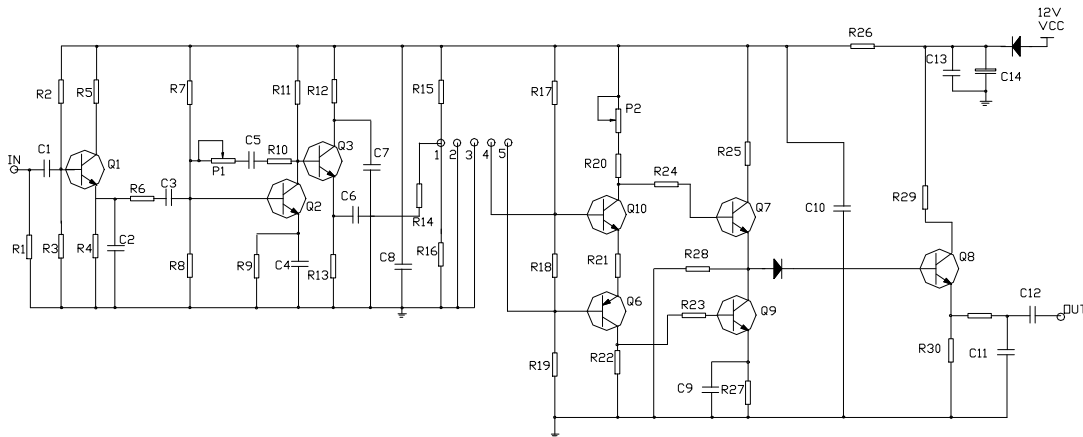 12V
VCC
R26
C13
C14
R2
R5
R7
R11
R12
R15
R17
P2
IN
C1
Q1
P1
C5
R10
Q3
C7
1
2
3
4
5
R20
R24
R25
R6
C3
Q2
C6
R14
Q10
Q7
C10
R29
R1
R3
R4
C2
R8
R9
C4
R13
C8
R16
R18
R21
R28
Q8
Q6
R23
Q9
C12
OUT
R19
R22
C9
R27
R30
C11